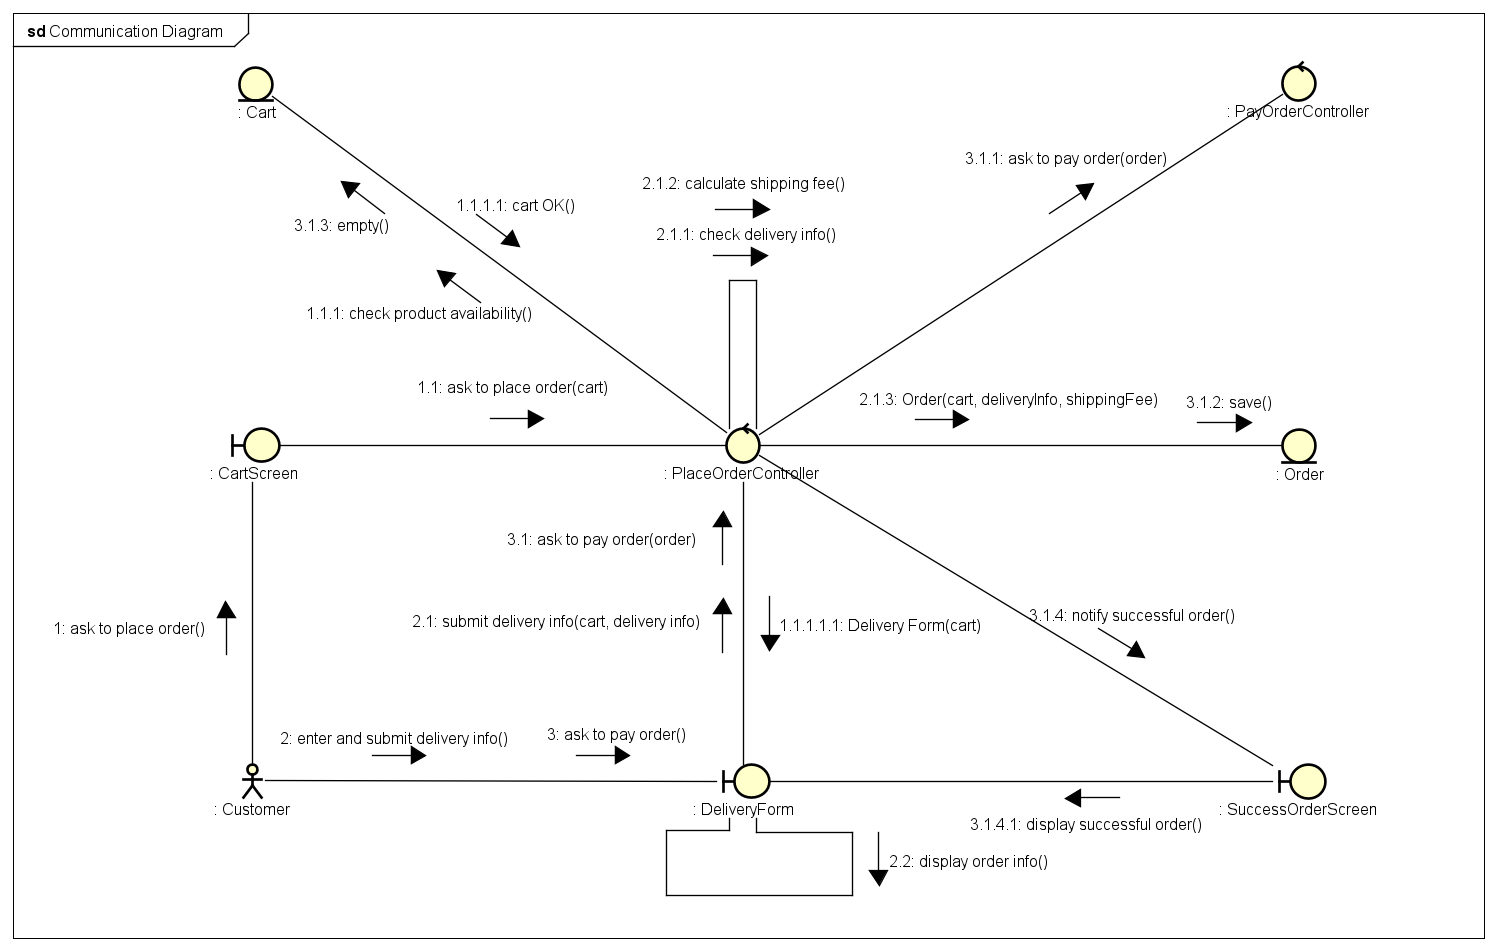 sd Communication Diagram
: Cart
: PayOrderController
3.1.1: ask to pay order(order)
2.1.2: calculate shipping fee()
1.1.1.1: cart OK()
3.1.3: empty()
2.1.1: check delivery info()
1.1.1: check product availability()
1.1: ask to place order(cart)
2.1.3: Order(cart, deliveryInfo, shippingFee)
3.1.2: save()
: CartScreen
: PlaceOrderController
: Order
3.1: ask to pay order(order)
2.1: submit delivery info(cart, delivery info)
1.1.1.1.1: Delivery Form(cart)
3.1.4: notify successful order()
1: ask to place order()
2: enter and submit delivery info()
3: ask to pay order()
: Customer
: DeliveryForm
: SuccessOrderScreen
3.1.4.1: display successful order()
2.2: display order info()